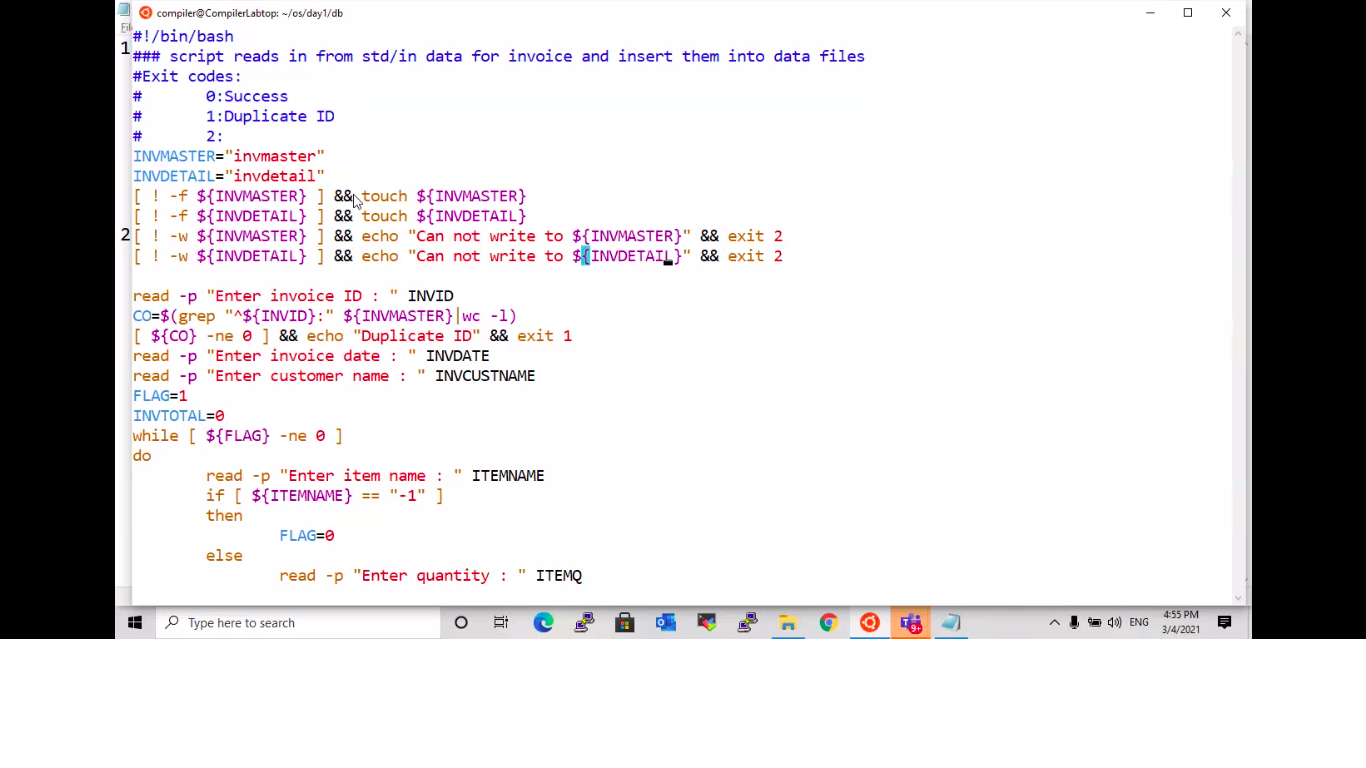 compiler@CompilerLabtop: ~/os/day1/db
#!/bin/bash
### script reads in from std/in data for invoice and insert them into data files
#Exit codes:
#       0:Success
#       1:Duplicate ID
#       2:
INVMASTER="invmaster"
INVDETAIL="invdetail"
[ ! -f ${INVMASTER} ] && touch ${INVMASTER}
[ ! -f ${INVDETAIL} ] && touch ${INVDETAIL}
[ ! -w ${INVMASTER} ] && echo "Can not write to ${INVMASTER}" && exit 2
[ ! -w ${INVDETAIL} ] && echo "Can not write to ${INVDETAIL}" && exit 2
read -p "Enter invoice ID : " INVID
CO=$(grep "^${INVID}:" ${INVMASTER}|wc -l)
[ ${CO} -ne 0 ] && echo "Duplicate ID" && exit 1
read -p "Enter invoice date : " INVDATE
read -p "Enter customer name : " INVCUSTNAME
FLAG=1
INVTOTAL=0
while [ ${FLAG} -ne 0 ]
do
        read -p "Enter item name : " ITEMNAME
        if [ ${ITEMNAME} == "-1" ]
        then
                FLAG=0
        else
                read -p "Enter quantity : " ITEMQ
1
2
Type here to search
9+
ENG
4:55 PM
3/4/2021